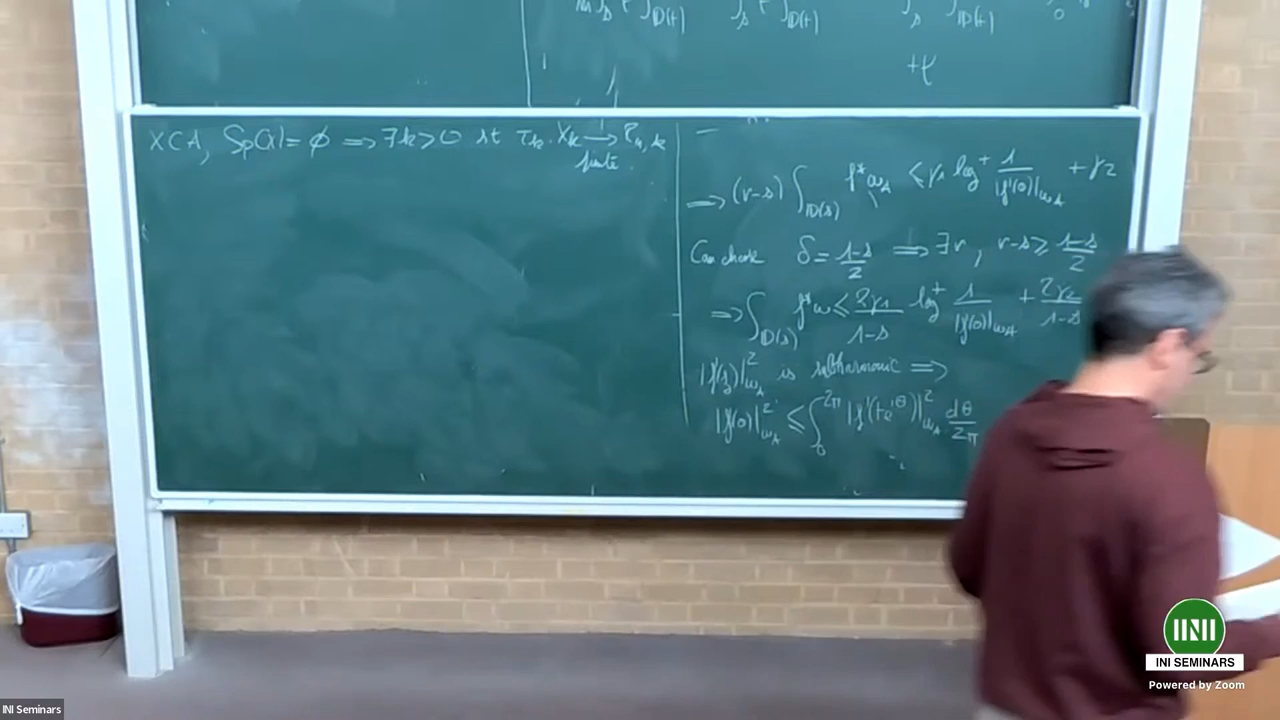 X ⊂ A, Sp(X) = ∅ ⟹ ∃ k > 0 st τ_k : X_k ⟶ P_{n,k}
finite.
⟹ (r-s) ∫_{D(s)} f^*ω_A ≤ γ_1 log^+ 1/|f'(0)|_{ω_A} + γ_2
Can choose δ = (1-s)/2 ⟹ ∃ r, r-s ≥ (1-s)/2
⟹ ∫_{D(s)} f^*ω ≤ 2γ_1/(1-s) log^+ 1/|f'(0)|_{ω_A} + 2γ_2/(1-s)
|f'(z)|^2_{ω_A} is subharmonic ⟹
|f'(0)|^2_{ω_A} ≤ ∫_0^{2π} |f'(te^{iθ})|^2_{ω_A} dθ/2π
INI
INI SEMINARS
Powered by Zoom
INI Seminars